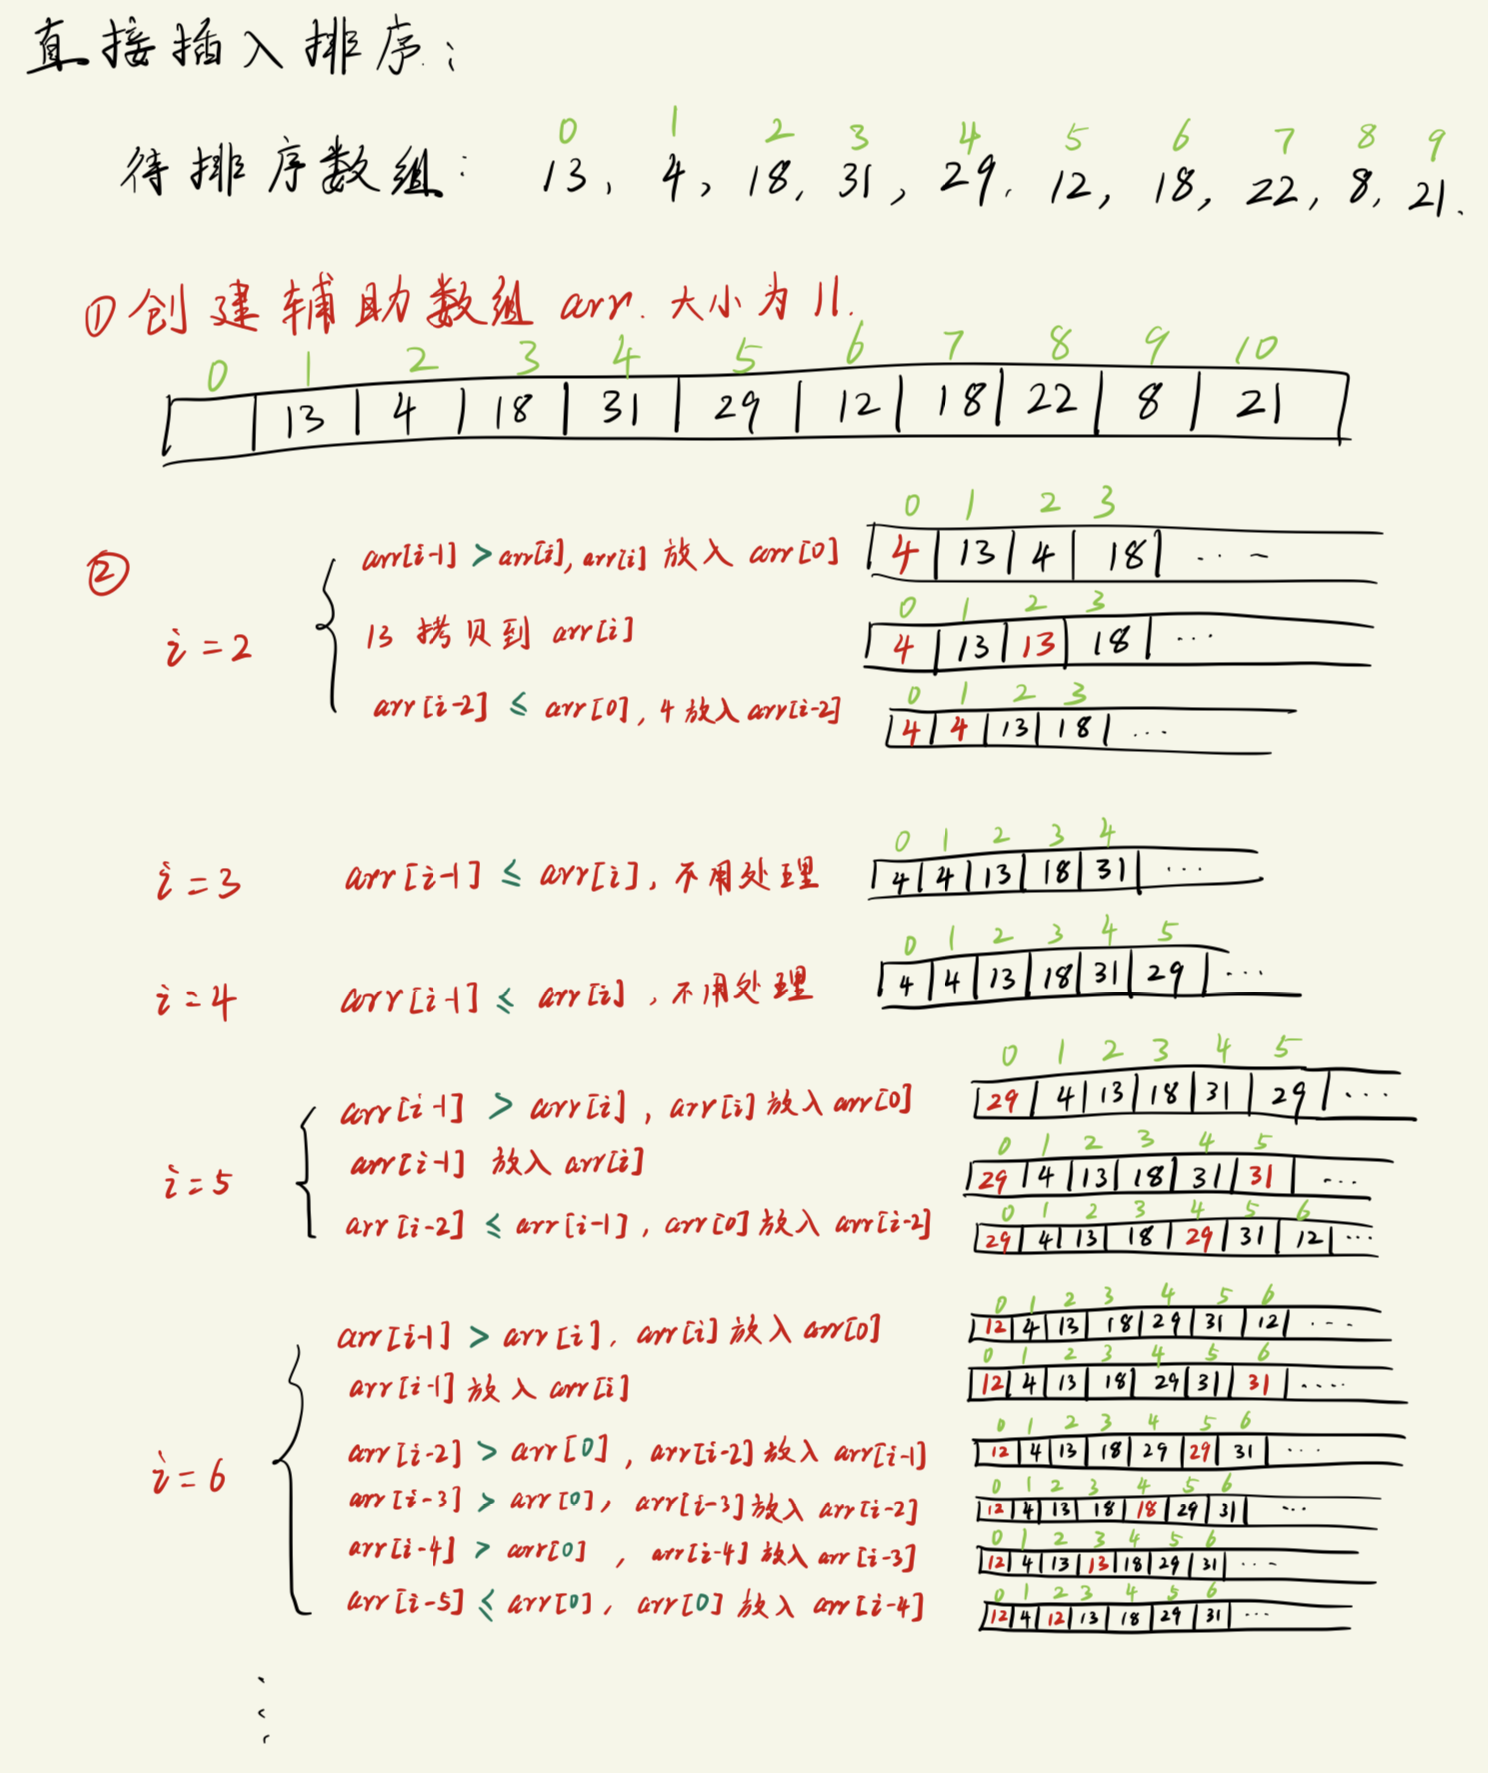 直接插入排序:
0 1 2 3 4 5 6 7 8 9
待排序数组: 13, 4, 18, 31, 29, 12, 18, 22, 8, 21.
①创建辅助数组 arr. 大小为11.
0 1 2 3 4 5 6 7 8 9 10
13 4 18 31 29 12 18 22 8 21
②
i=2
0 1 2 3
arr[i-1] > arr[i], arr[i] 放入 arr[0] 4 13 4 18 ...
0 1 2 3
13 拷贝到 arr[i] 4 13 13 18 ...
0 1 2 3
arr[i-2] ≤ arr[0], 4 放入 arr[i-2] 4 4 13 18 ...
0 1 2 3 4
i=3 arr[i-1] ≤ arr[i], 不用处理 4 4 13 18 31 ...
0 1 2 3 4 5
i=4 arr[i-1] ≤ arr[i], 不用处理 4 4 13 18 31 29 ...
i=5
0 1 2 3 4 5
arr[i-1] > arr[i], arr[i] 放入 arr[0] 29 4 13 18 31 29 ...
0 1 2 3 4 5
arr[i-1] 放入 arr[i] 29 4 13 18 31 31 ...
0 1 2 3 4 5 6
arr[i-2] ≤ arr[i-1], arr[0] 放入 arr[i-2] 29 4 13 18 29 31 12 ...
i=6
0 1 2 3 4 5 6
arr[i-1] > arr[i], arr[i] 放入 arr[0] 12 4 13 18 29 31 12 ...
0 1 2 3 4 5 6
arr[i-1] 放入 arr[i] 12 4 13 18 29 31 31 ....
0 1 2 3 4 5 6
arr[i-2] > arr[0], arr[i-2] 放入 arr[i-1] 12 4 13 18 29 29 31 ...
0 1 2 3 4 5 6
arr[i-3] > arr[0], arr[i-3] 放入 arr[i-2] 12 4 13 18 18 29 31 ...
0 1 2 3 4 5 6
arr[i-4] > arr[0], arr[i-4] 放入 arr[i-3] 12 4 13 13 18 29 31 ...
0 1 2 3 4 5 6
arr[i-5] ≤ arr[0], arr[0] 放入 arr[i-4] 12 4 12 13 18 29 31 ...